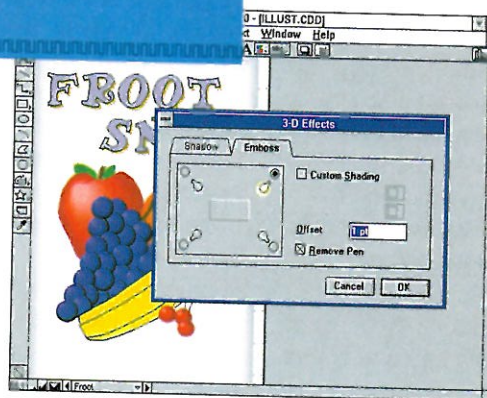 0 - [ILLUST.CDD]
Window Help
A
FROOT
3-D Effects
Shadow Emboss
Custom Shading
Offset 1 pt
Remove Pen
Cancel OK
Froot